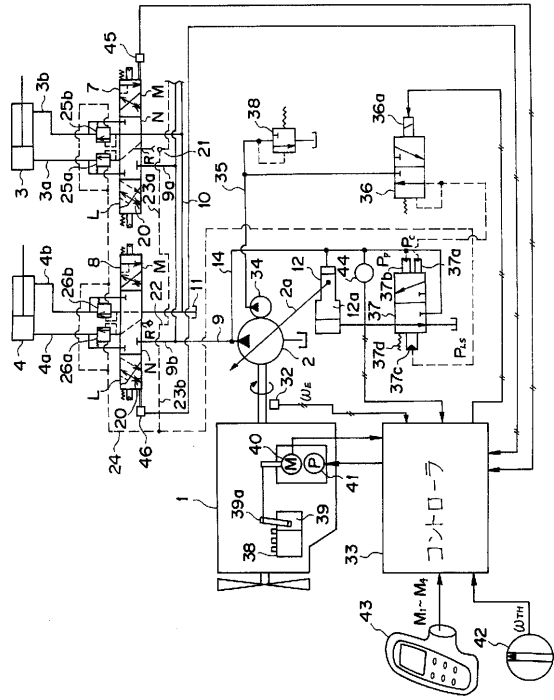 45
3b
3
3a
25b
25a
7
M
N
R
21
20
23a
9a
L
10
38
35
36a
36
4b
4
4a
26b
26a
8
M
N
R
22
20
23b
9b
L
24
46
11
14
9
34
2a
2
12
12a
44
Pp
Pc
37b
37a
37
37d
37c
PLS
32
ωE
1
40
M
P
41
39a
39
38
33
コントローラ
43
M1~M4
ωTH
42